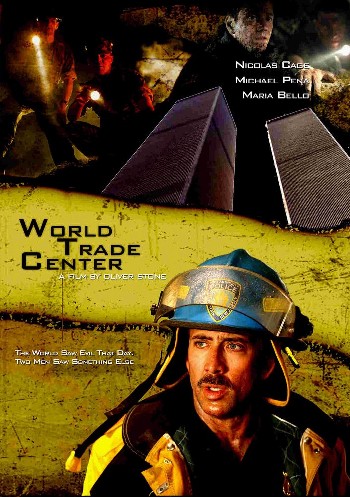 Nicolas Cage
Michael Peña
Maria Bello
World
Trade
Center
A Film by Oliver Stone
The World Saw Evil That Day.
Two Men Saw Something Else